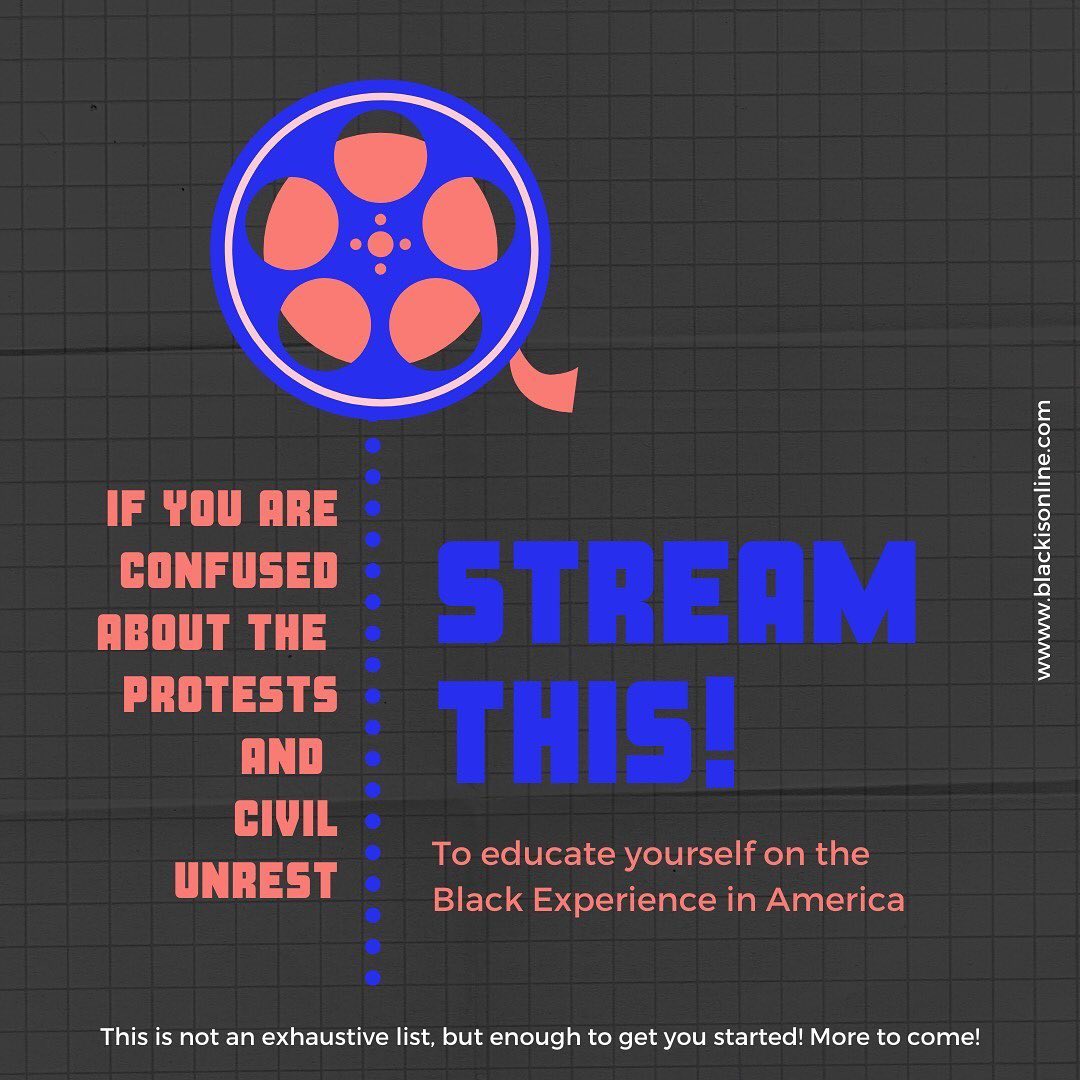 IF YOU ARE
CONFUSED
ABOUT THE
PROTESTS
AND
CIVIL
UNREST
STREAM
THIS!
To educate yourself on the
Black Experience in America
www.blackisonline.com
This is not an exhaustive list, but enough to get you started! More to come!